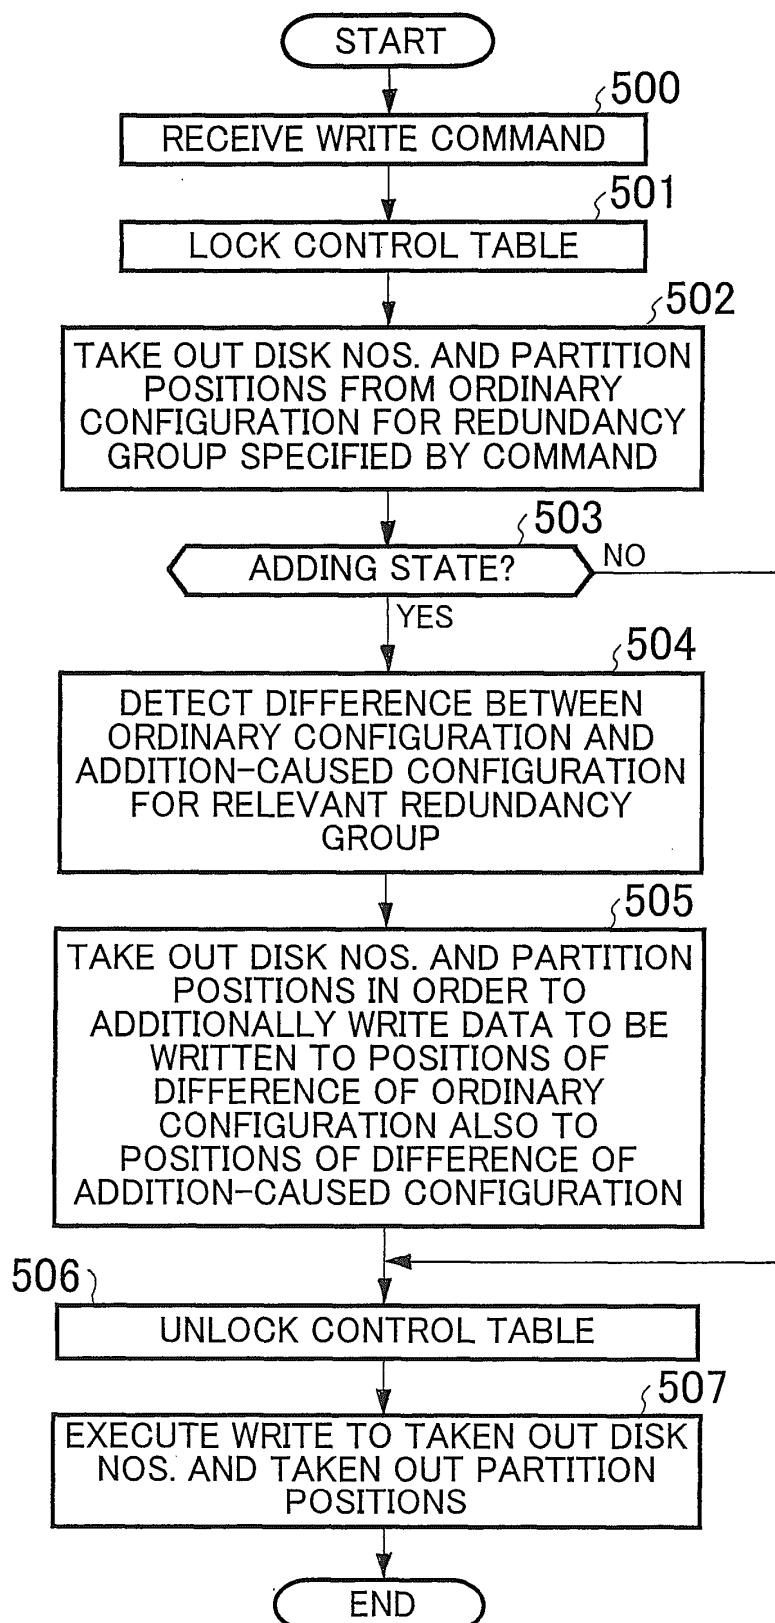 START
500
RECEIVE WRITE COMMAND
501
LOCK CONTROL TABLE
502
TAKE OUT DISK NOS. AND PARTITION
POSITIONS FROM ORDINARY
CONFIGURATION FOR REDUNDANCY
GROUP SPECIFIED BY COMMAND
503
ADDING STATE?
NO
YES
504
DETECT DIFFERENCE BETWEEN
ORDINARY CONFIGURATION AND
ADDITION-CAUSED CONFIGURATION
FOR RELEVANT REDUNDANCY
GROUP
505
TAKE OUT DISK NOS. AND PARTITION
POSITIONS IN ORDER TO
ADDITIONALLY WRITE DATA TO BE
WRITTEN TO POSITIONS OF
DIFFERENCE OF ORDINARY
CONFIGURATION ALSO TO
POSITIONS OF DIFFERENCE OF
ADDITION-CAUSED CONFIGURATION
506
UNLOCK CONTROL TABLE
507
EXECUTE WRITE TO TAKEN OUT DISK
NOS. AND TAKEN OUT PARTITION
POSITIONS
END